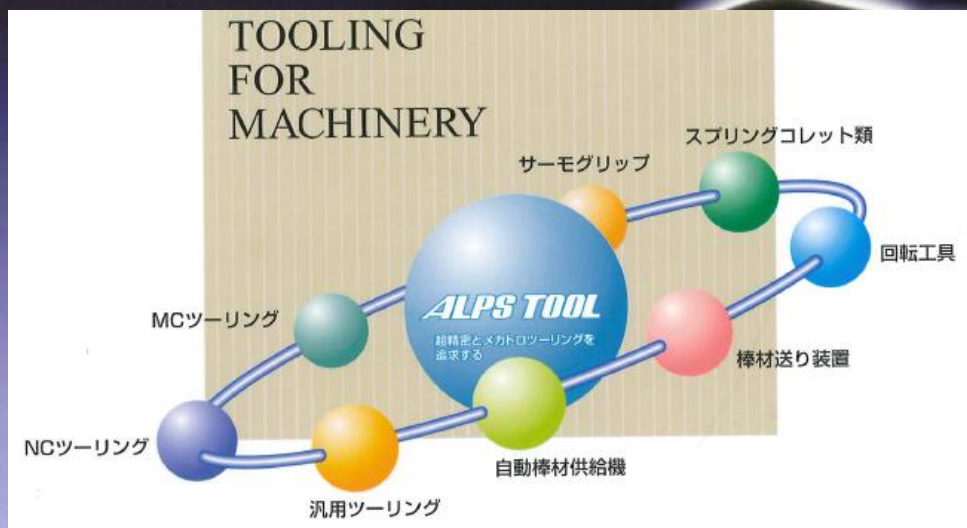 TOOLING
FOR
MACHINERY
スプリングコレット類
サーモグリップ
回転工具
MCツーリング
ALPS TOOL
超精密とメカトロツーリングを
追求する
棒材送り装置
NCツーリング
自動棒材供給機
汎用ツーリング